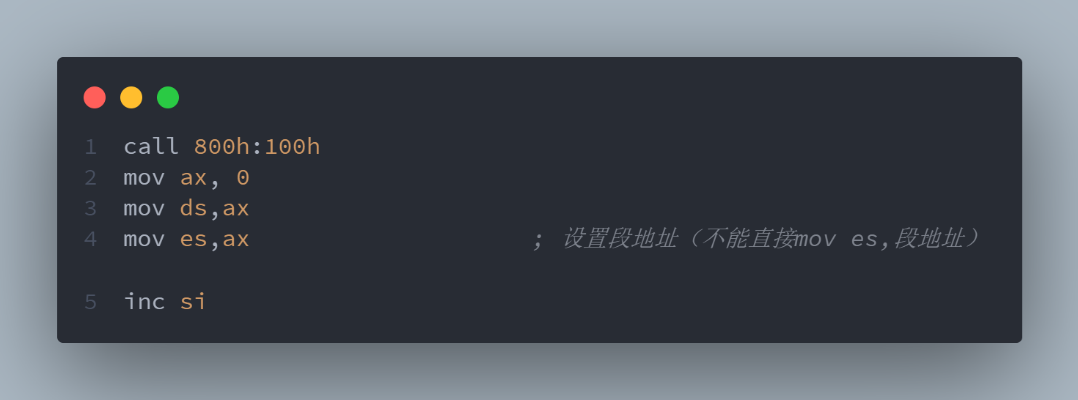 1 call 800h:100h
2 mov ax, 0
3 mov ds,ax
4 mov es,ax ; 设置段地址（不能直接mov es,段地址）
5 inc si